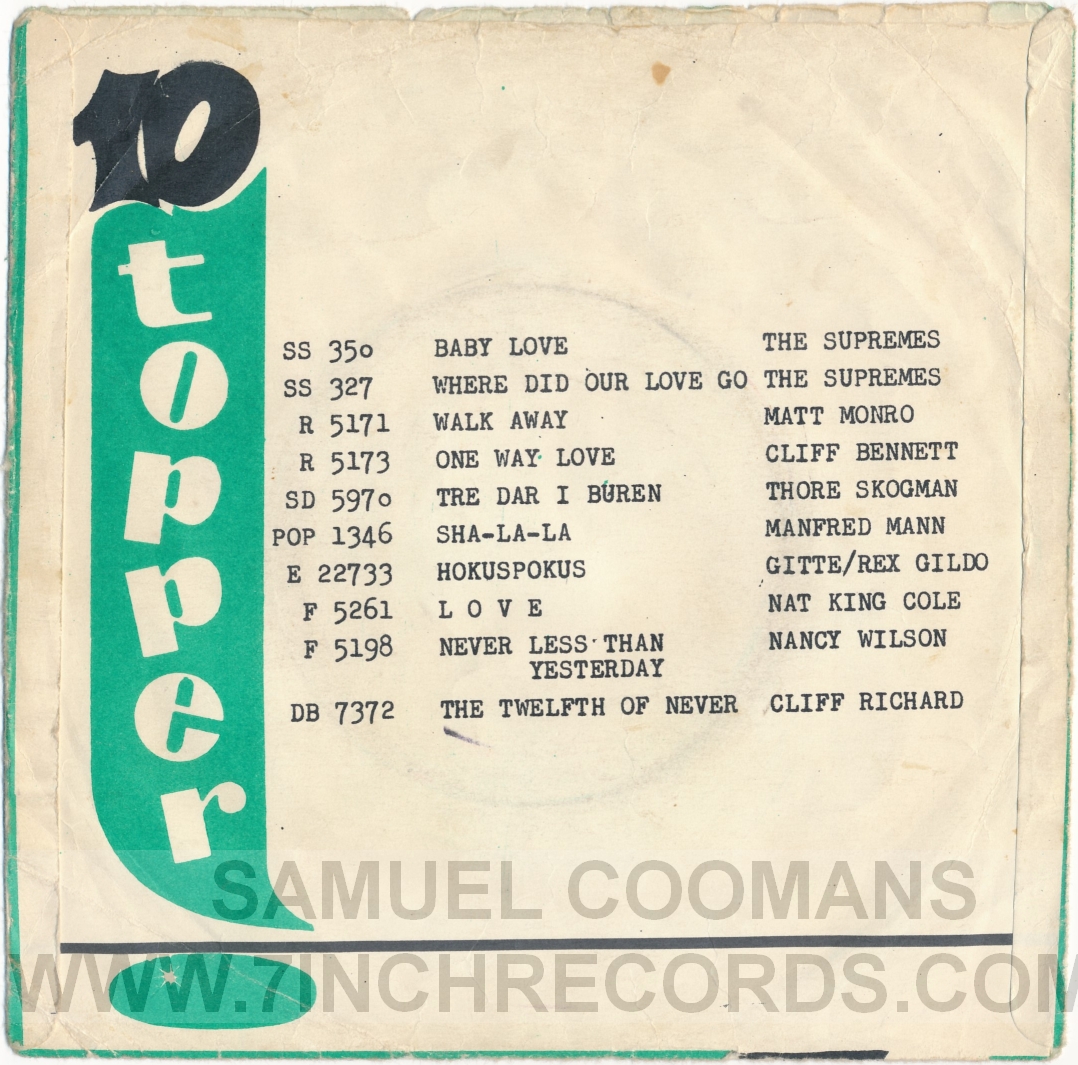 10
topper
SS 35o BABY LOVE THE SUPREMES
SS 327 WHERE DID OUR LOVE GO THE SUPREMES
R 5171 WALK AWAY MATT MONRO
R 5173 ONE WAY LOVE CLIFF BENNETT
SD 597o TRE DAR I BUREN THORE SKOGMAN
POP 1346 SHA-LA-LA MANFRED MANN
E 22733 HOKUSPOKUS GITTE/REX GILDO
F 5261 L O V E NAT KING COLE
F 5198 NEVER LESS THAN NANCY WILSON
YESTERDAY
DB 7372 THE TWELFTH OF NEVER CLIFF RICHARD
SAMUEL COOMANS
WWW.7INCHRECORDS.COM